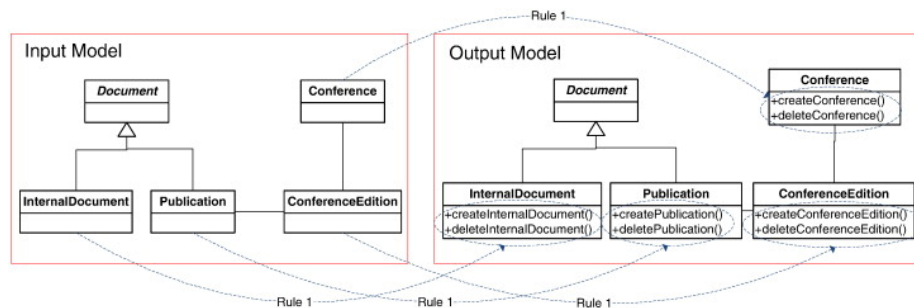 Rule 1
Input Model
Document
Conference
InternalDocument
Publication
ConferenceEdition
Output Model
Document
Conference
+createConference()
+deleteConference()
InternalDocument
+createInternalDocument()
+deleteInternalDocument()
Publication
+createPublication()
+deletePublication()
ConferenceEdition
+createConferenceEdition()
+deleteConferenceEdition()
Rule 1
Rule 1
Rule 1